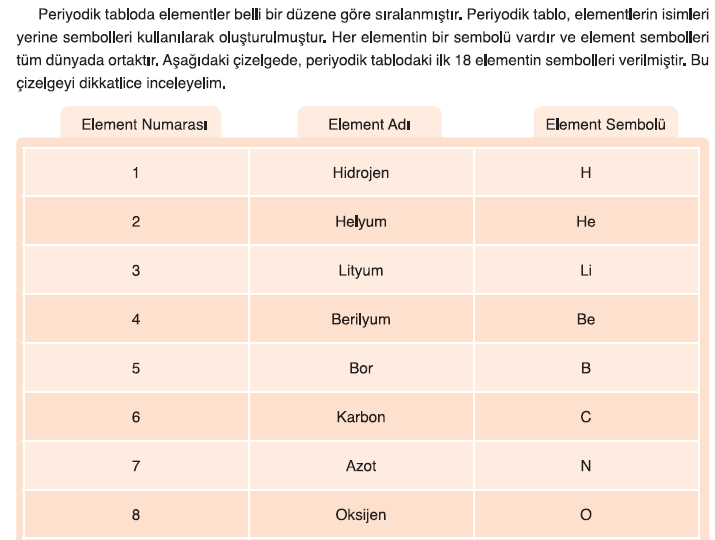 Periyodik tabloda elementler belli bir düzene göre sıralanmıştır. Periyodik tablo, elementlerin isimleri
yerine sembolleri kullanılarak oluşturulmuştur. Her elementin bir sembolü vardır ve element sembolleri
tüm dünyada ortaktır. Aşağıdaki çizelgede, periyodik tablodaki ilk 18 elementin sembolleri verilmiştir. Bu
çizelgeyi dikkatlice inceleyelim.
Element Numarası Element Adı Element Sembolü
1 Hidrojen H
2 Helyum He
3 Lityum Li
4 Berilyum Be
5 Bor B
6 Karbon C
7 Azot N
8 Oksijen O